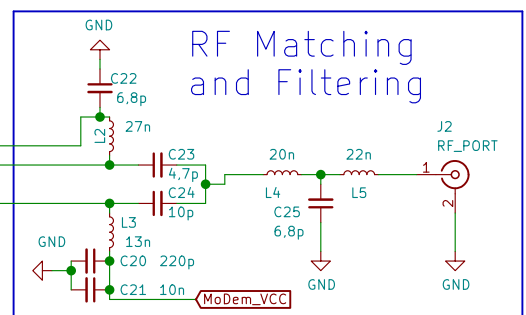 GND
RF Matching
and Filtering
C22
6,8p
L2
27n
C23
4,7p
C24
10p
20n
L4
22n
L5
J2
RF_PORT
1
2
C25
6,8p
GND
GND
L3
13n
GND
C20 220p
C21 10n
MoDem_VCC